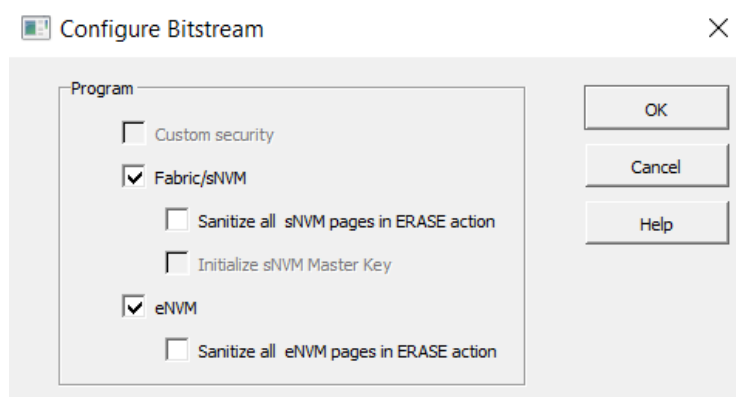 Configure Bitstream
Program
Custom security
Fabric/sNVM
Sanitize all sNVM pages in ERASE action
Initialize sNVM Master Key
eNVM
Sanitize all eNVM pages in ERASE action
OK
Cancel
Help